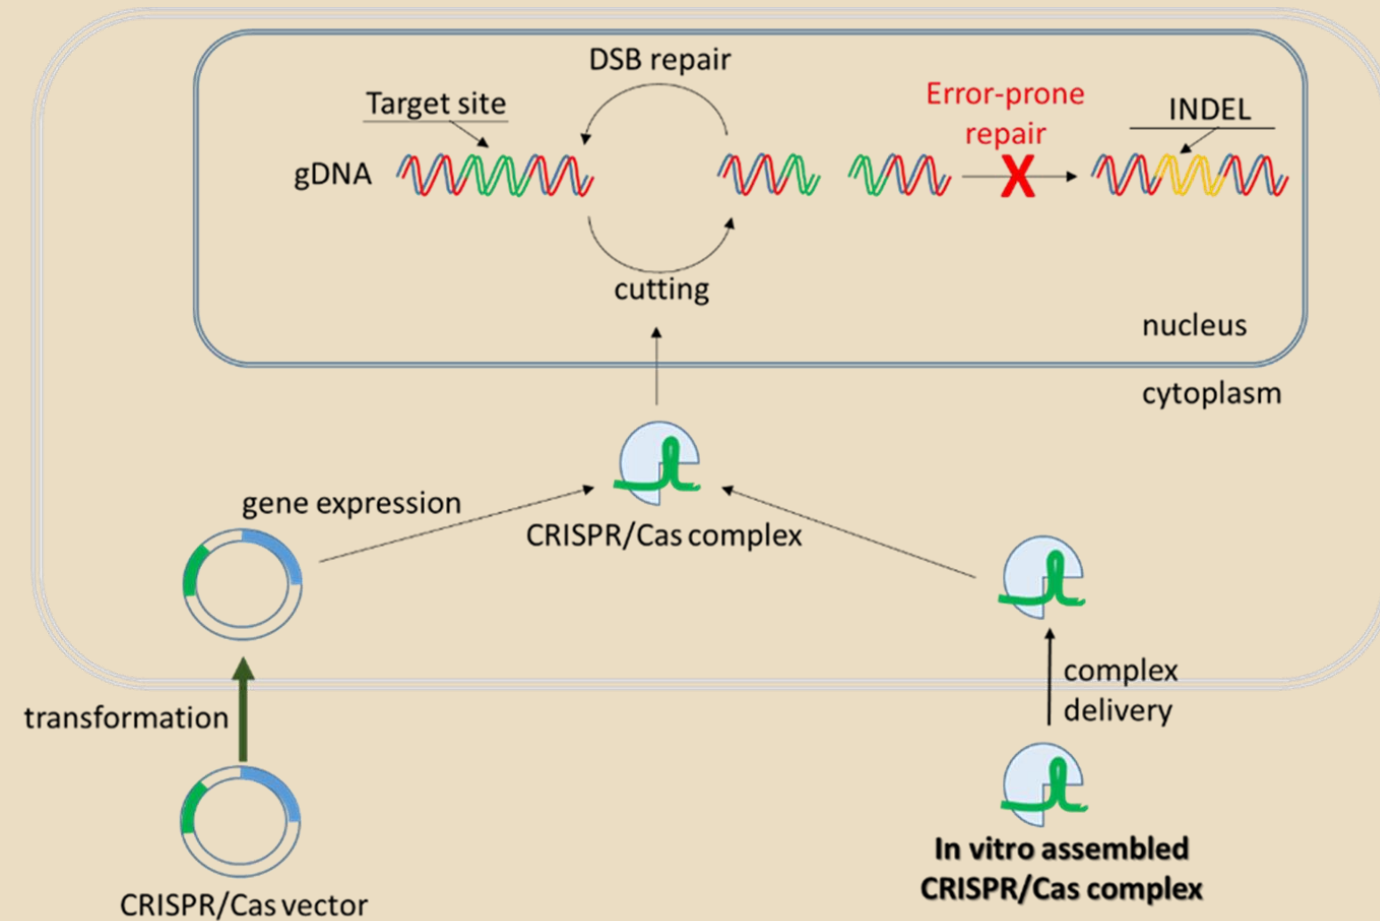 DSB repair
Target site
Error-prone
repair
INDEL
gDNA
X
cutting
nucleus
cytoplasm
gene expression
CRISPR/Cas complex
complex
delivery
transformation
In vitro assembled
CRISPR/Cas complex
CRISPR/Cas vector